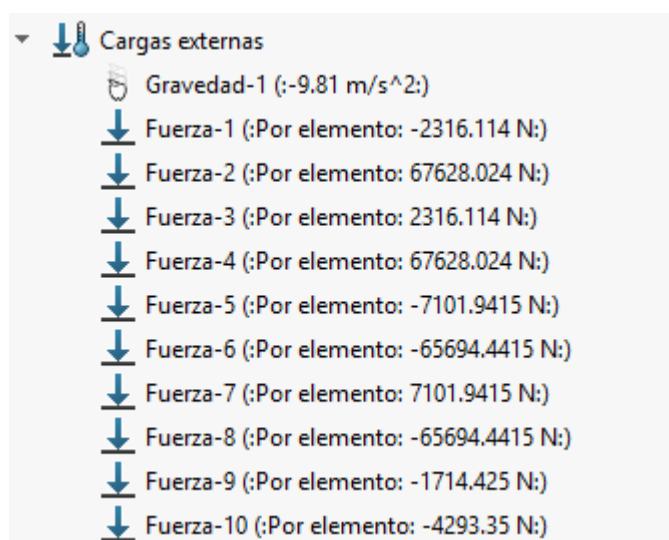 Cargas externas
Gravedad-1 (:-9.81 m/s^2:)
Fuerza-1 (:Por elemento: -2316.114 N:)
Fuerza-2 (:Por elemento: 67628.024 N:)
Fuerza-3 (:Por elemento: 2316.114 N:)
Fuerza-4 (:Por elemento: 67628.024 N:)
Fuerza-5 (:Por elemento: -7101.9415 N:)
Fuerza-6 (:Por elemento: -65694.4415 N:)
Fuerza-7 (:Por elemento: 7101.9415 N:)
Fuerza-8 (:Por elemento: -65694.4415 N:)
Fuerza-9 (:Por elemento: -1714.425 N:)
Fuerza-10 (:Por elemento: -4293.35 N:)